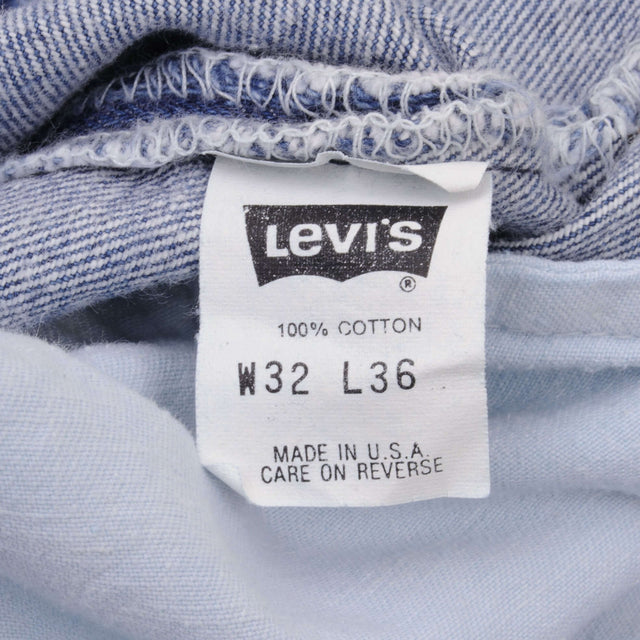 Levi's
®
100% COTTON
W32 L36
MADE IN U.S.A.
CARE ON REVERSE